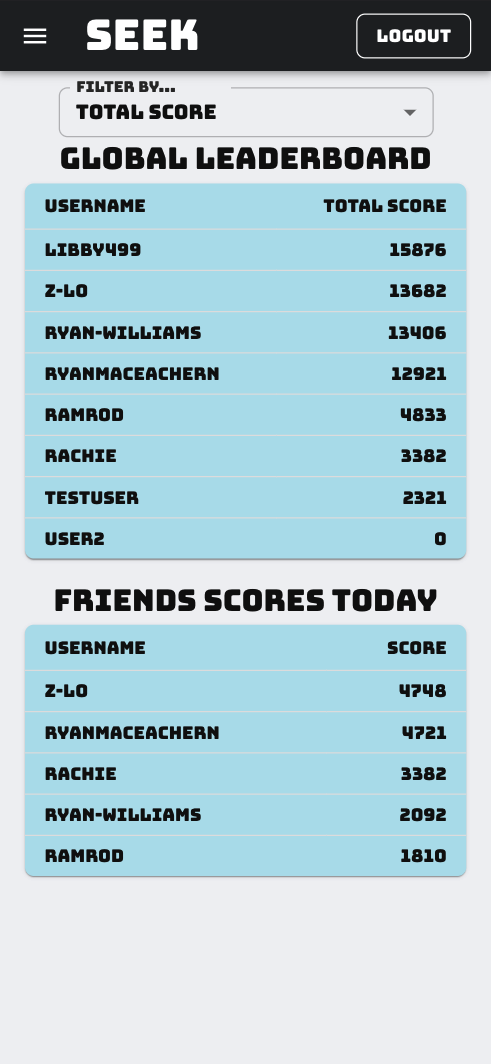 SEEK
LOGOUT
FILTER BY...
TOTAL SCORE
GLOBAL LEADERBOARD
USERNAME TOTAL SCORE
LIBBY499 15876
Z-LO 13682
RYAN-WILLIAMS 13406
RYANMACEACHERN 12921
RAMROD 4833
RACHIE 3382
TESTUSER 2321
USER2 0
FRIENDS SCORES TODAY
USERNAME SCORE
Z-LO 4748
RYANMACEACHERN 4721
RACHIE 3382
RYAN-WILLIAMS 2092
RAMROD 1810